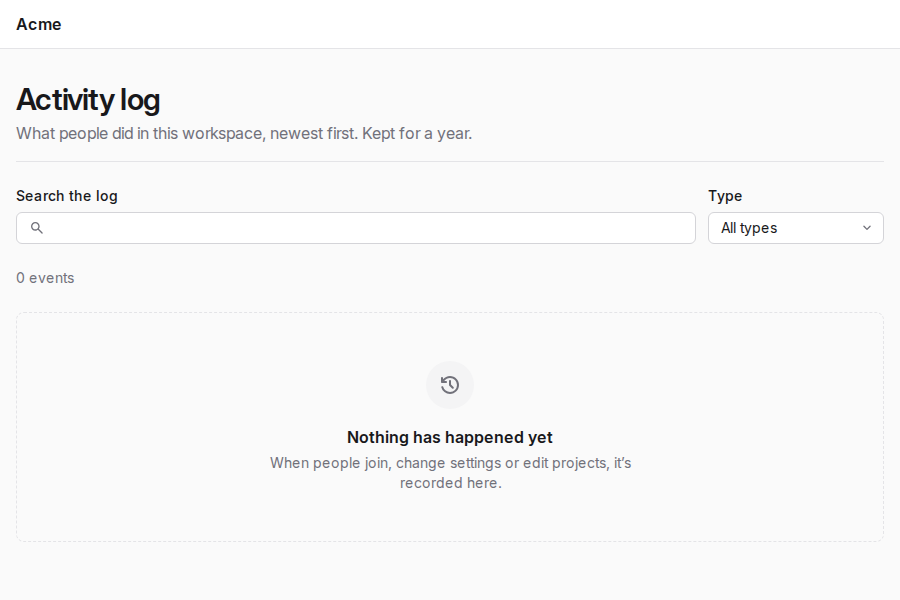 Acme
Activity log
What people did in this workspace, newest first. Kept for a year.
Search the log
Type
All types
0 events
Nothing has happened yet
When people join, change settings or edit projects, it’s
recorded here.